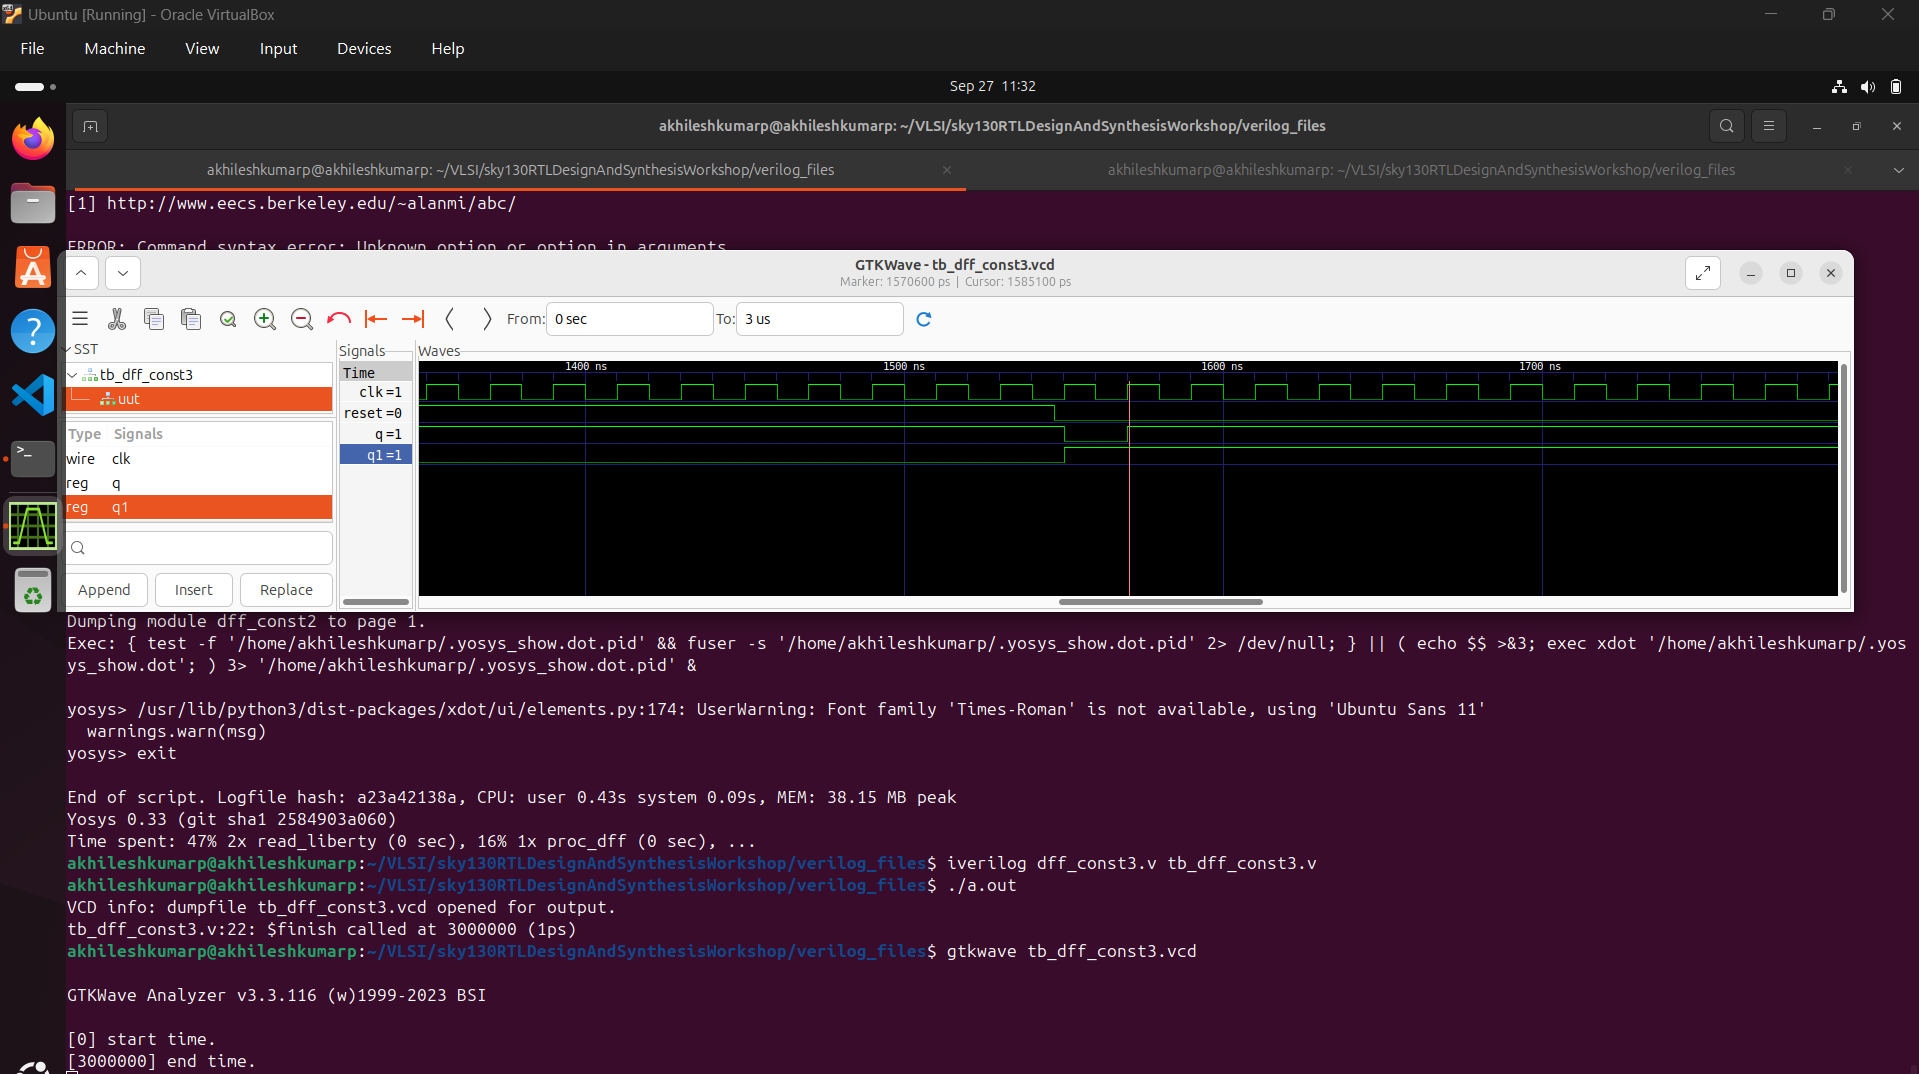 Ubuntu [Running] - Oracle VirtualBox
File Machine View Input Devices Help
Sep 27 11:32
akhileshkumarp@akhileshkumarp: ~/VLSI/sky130RTLDesignAndSynthesisWorkshop/verilog_files
akhileshkumarp@akhileshkumarp: ~/VLSI/sky130RTLDesignAndSynthesisWorkshop/verilog_files
akhileshkumarp@akhileshkumarp: ~/VLSI/sky130RTLDesignAndSynthesisWorkshop/verilog_files
[1] http://www.eecs.berkeley.edu/~alanmi/abc/
ERROR: Command syntax error: Unknown option or option in arguments
GTKWave - tb_dff_const3.vcd
Marker: 1570600 ps | Cursor: 1585100 ps
From: 0 sec To: 3 us
SST
tb_dff_const3
uut
Type Signals
wire clk
reg q
reg q1
Append Insert Replace
Signals
Time
clk =1
reset =0
q =1
q1 =1
Waves
1400 ns 1500 ns 1600 ns 1700 ns
Dumping module dff_const2 to page 1.
Exec: { test -f '/home/akhileshkumarp/.yosys_show.dot.pid' && fuser -s '/home/akhileshkumarp/.yosys_show.dot.pid' 2> /dev/null; } || ( echo $$ >&3; exec xdot '/home/akhileshkumarp/.yos
ys_show.dot'; ) 3> '/home/akhileshkumarp/.yosys_show.dot.pid' &
yosys> /usr/lib/python3/dist-packages/xdot/ui/elements.py:174: UserWarning: Font family 'Times-Roman' is not available, using 'Ubuntu Sans 11'
warnings.warn(msg)
yosys> exit
End of script. Logfile hash: a23a42138a, CPU: user 0.43s system 0.09s, MEM: 38.15 MB peak
Yosys 0.33 (git sha1 2584903a060)
Time spent: 47% 2x read_liberty (0 sec), 16% 1x proc_dff (0 sec), ...
akhileshkumarp@akhileshkumarp:~/VLSI/sky130RTLDesignAndSynthesisWorkshop/verilog_files$ iverilog dff_const3.v tb_dff_const3.v
akhileshkumarp@akhileshkumarp:~/VLSI/sky130RTLDesignAndSynthesisWorkshop/verilog_files$ ./a.out
VCD info: dumpfile tb_dff_const3.vcd opened for output.
tb_dff_const3.v:22: $finish called at 3000000 (1ps)
akhileshkumarp@akhileshkumarp:~/VLSI/sky130RTLDesignAndSynthesisWorkshop/verilog_files$ gtkwave tb_dff_const3.vcd
GTKWave Analyzer v3.3.116 (w)1999-2023 BSI
[0] start time.
[3000000] end time.